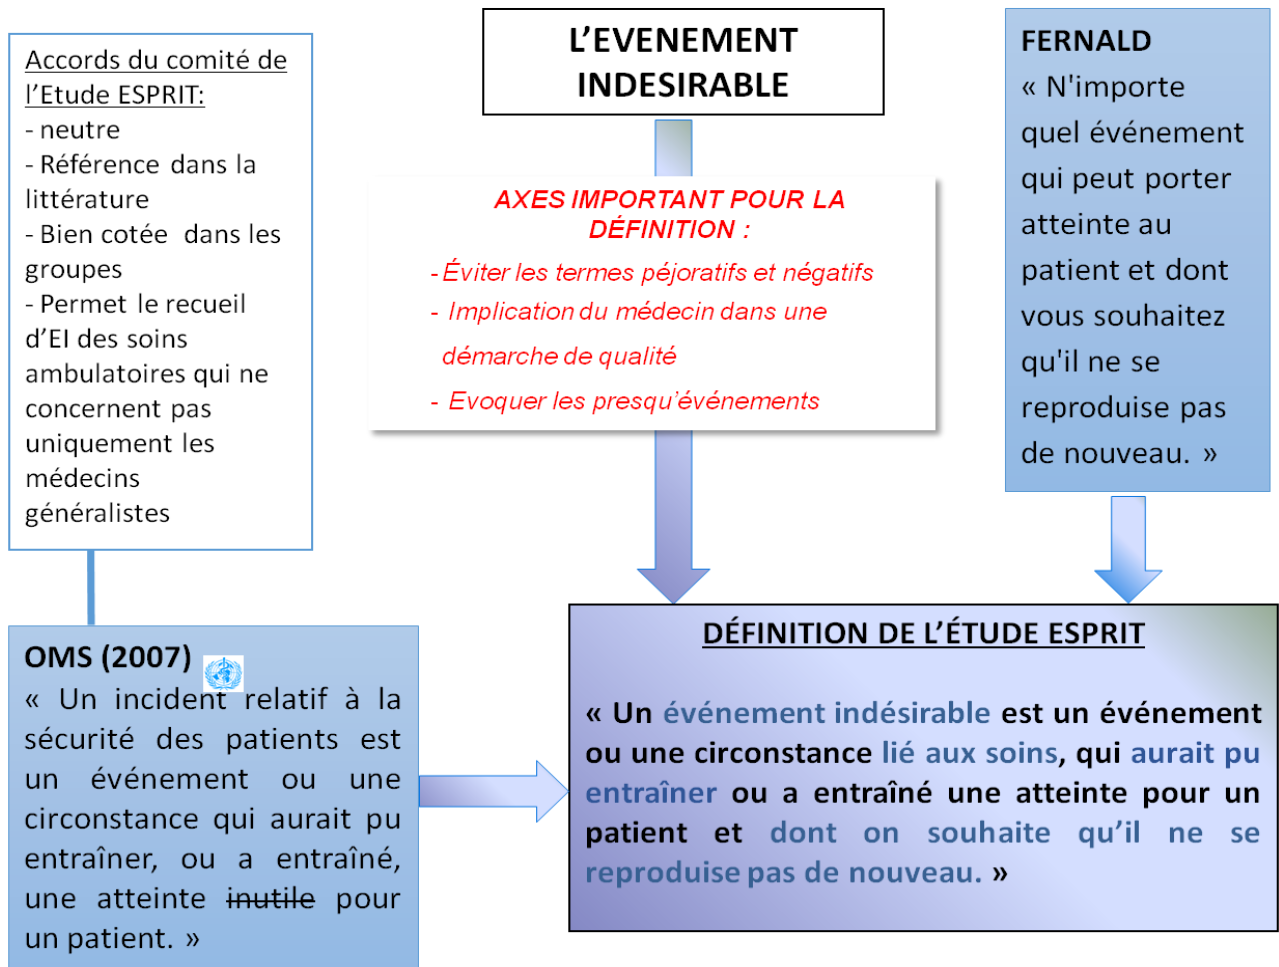 Accords du comité de
l’Etude ESPRIT:
- neutre
- Référence dans la
littérature
- Bien cotée dans les
groupes
- Permet le recueil
d’EI des soins
ambulatoires qui ne
concernent pas
uniquement les
médecins
généralistes
L’EVENEMENT
INDESIRABLE
AXES IMPORTANT POUR LA
DÉFINITION :
- Éviter les termes péjoratifs et négatifs
- Implication du médecin dans une
démarche de qualité
- Evoquer les presqu’événements
FERNALD
« N'importe
quel événement
qui peut porter
atteinte au
patient et dont
vous souhaitez
qu'il ne se
reproduise pas
de nouveau. »
OMS (2007)
« Un incident relatif à la
sécurité des patients est
un événement ou une
circonstance qui aurait pu
entraîner, ou a entraîné,
une atteinte inutile pour
un patient. »
DÉFINITION DE L’ÉTUDE ESPRIT
« Un événement indésirable est un événement
ou une circonstance lié aux soins, qui aurait pu
entraîner ou a entraîné une atteinte pour un
patient et dont on souhaite qu’il ne se
reproduise pas de nouveau. »